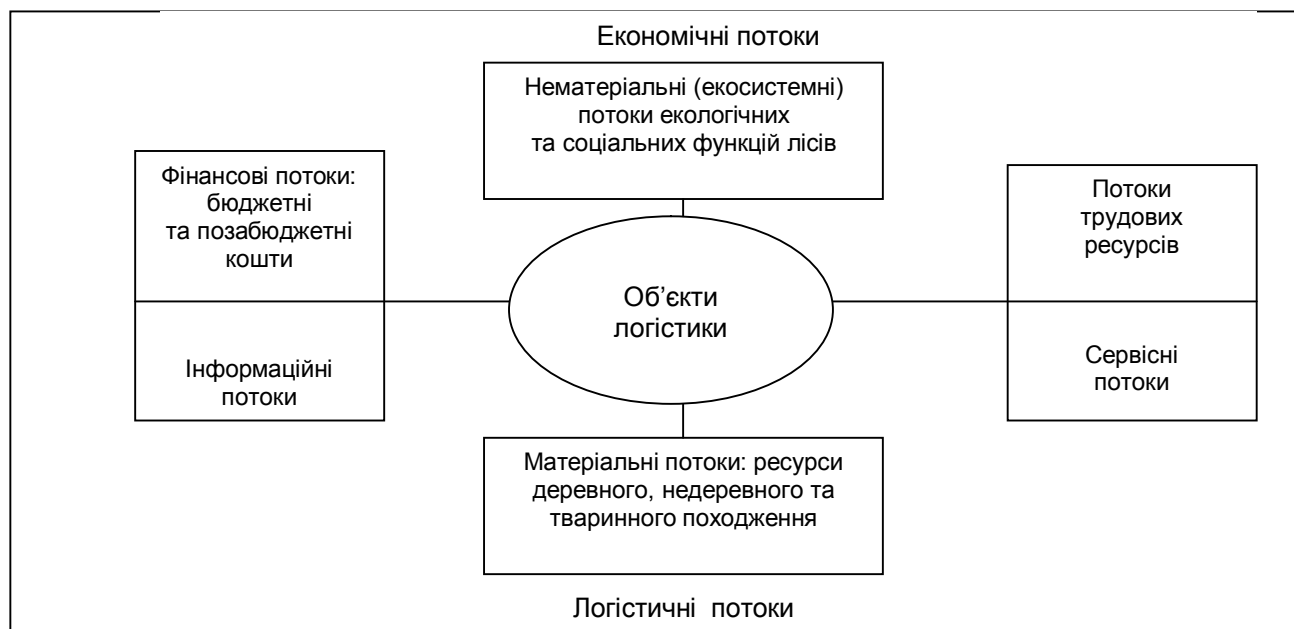 Економічні потоки
Нематеріальні (екосистемні)
потоки екологічних
та соціальних функцій лісів
Фінансові потоки:
бюджетні
та позабюджетні
кошти
Інформаційні
потоки
Об’єкти
логістики
Потоки
трудових
ресурсів
Сервісні
потоки
Матеріальні потоки: ресурси
деревного, недеревного та
тваринного походження
Логістичні потоки